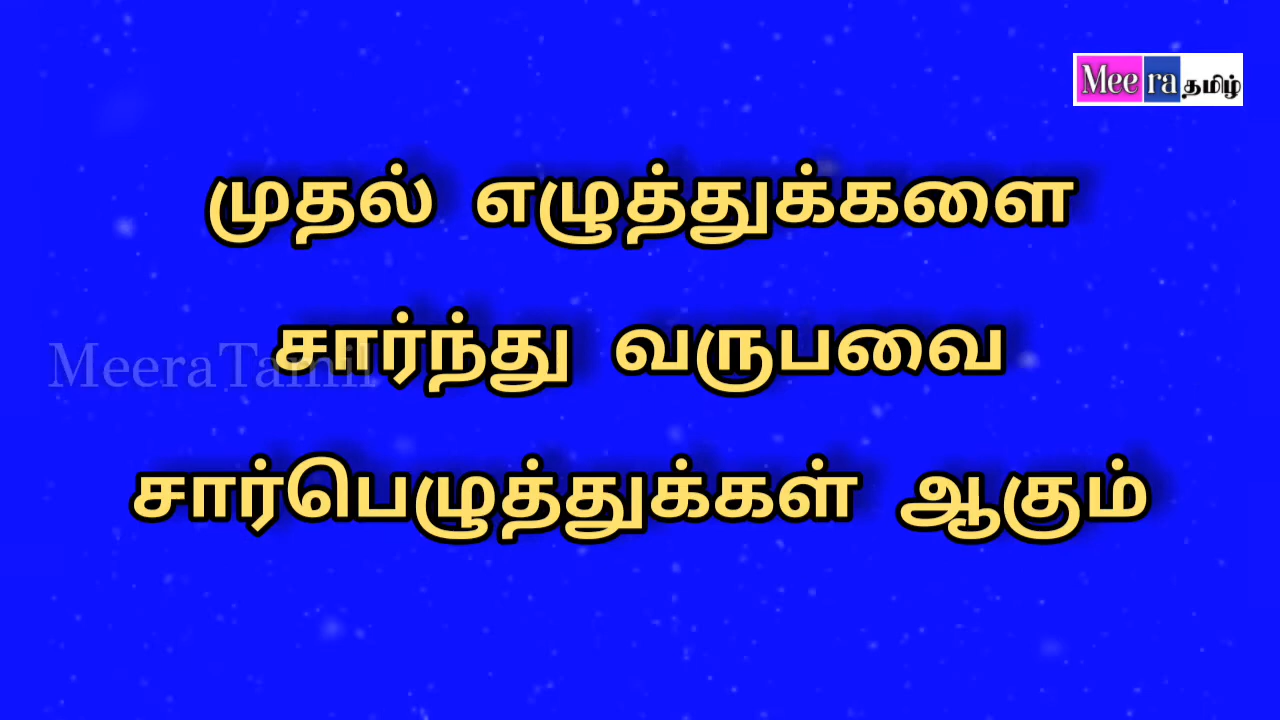 Meera தமிழ்
முதல் எழுத்துக்களை
சார்ந்து வருபவை
MeeraTamil
சார்பெழுத்துக்கள் ஆகும்